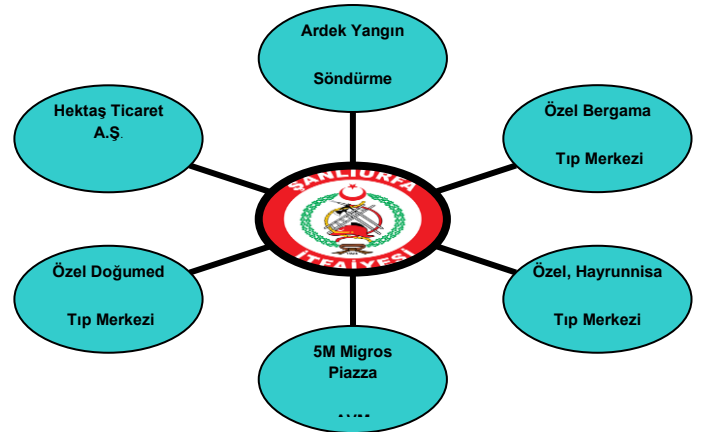 Ardek Yangın
Söndürme
Hektaş Ticaret
A.Ş.
Özel Bergama
Tıp Merkezi
ŞANLIURFA
İTFAİYESİ
Özel Doğumed
Tıp Merkezi
Özel, Hayrunnisa
Tıp Merkezi
5M Migros
Piazza